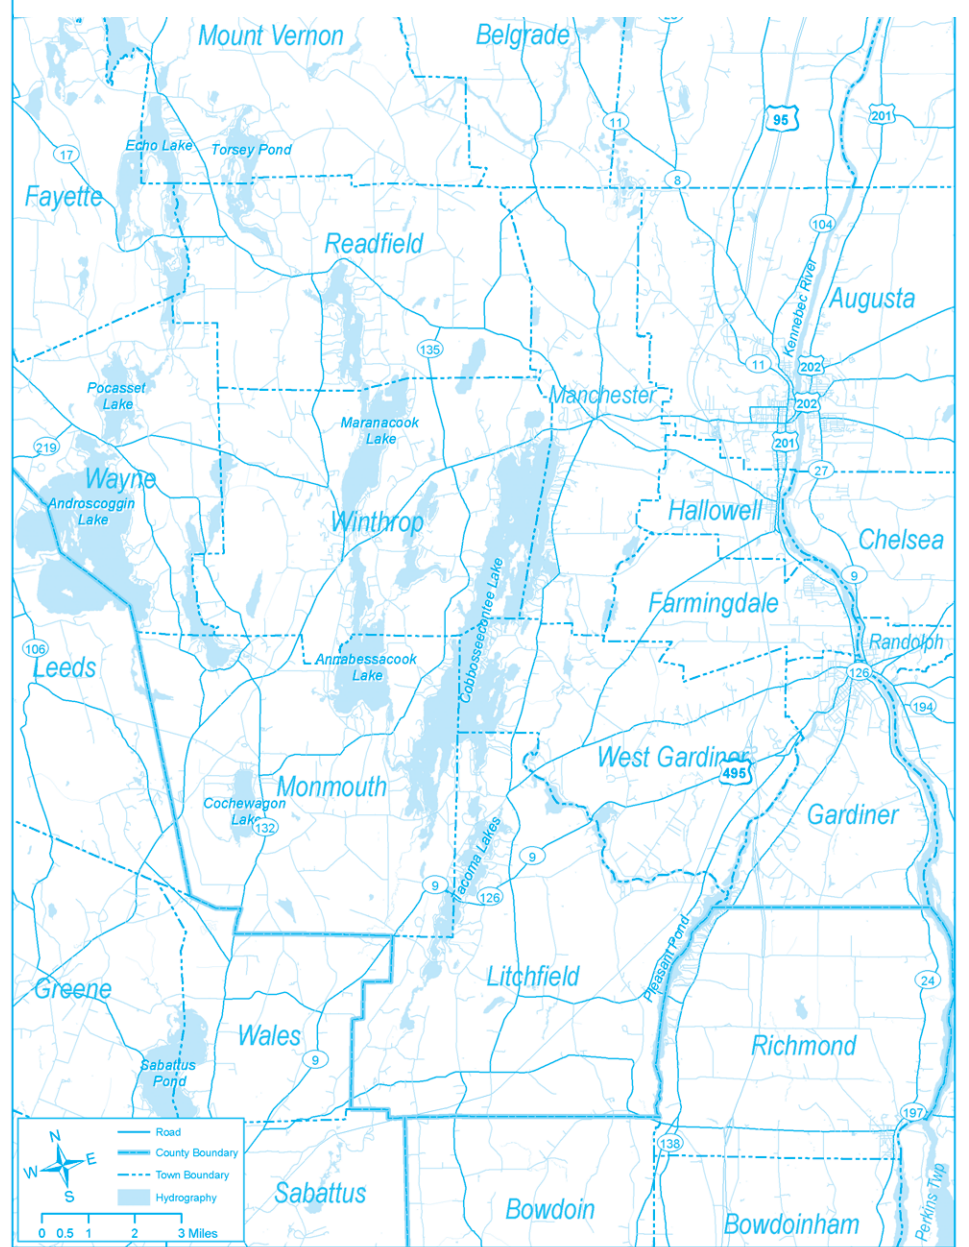 Mount Vernon
Belgrade
95
201
11
17
Echo Lake
Torsey Pond
8
Fayette
104
Readfield
Kennebec River
Augusta
135
11
202
Pocasset
Lake
Manchester
202
Maranacook
Lake
219
201
27
Wayne
Androscoggin
Lake
Winthrop
Hallowell
Chelsea
9
Cobbosseecontee Lake
Farmingdale
106
Leeds
Randolph
Annabessacook
Lake
126
194
West Gardiner
495
Monmouth
Cochewagon
Lake
132
Gardiner
Tacoma Lakes
9
9
126
Pleasant Pond
Litchfield
24
Greene
Wales
9
Richmond
Sabattus
Pond
197
138
N
W
E
S
Road
County Boundary
Town Boundary
Hydrography
0 0.5 1 2 3 Miles
Sabattus
Bowdoin
Bowdoinham
Perkins Twp